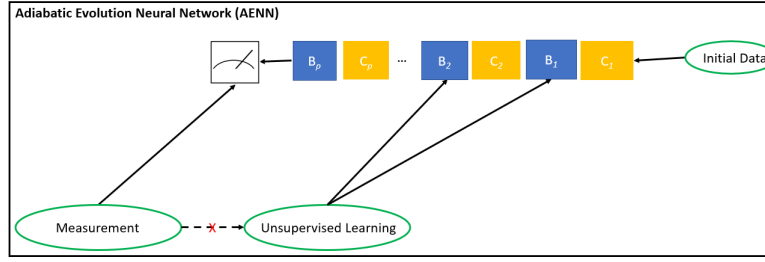 Adiabatic Evolution Neural Network (AENN)
Bp Cp ... B2 C2 B1 C1
Initial Data
Measurement
X
Unsupervised Learning